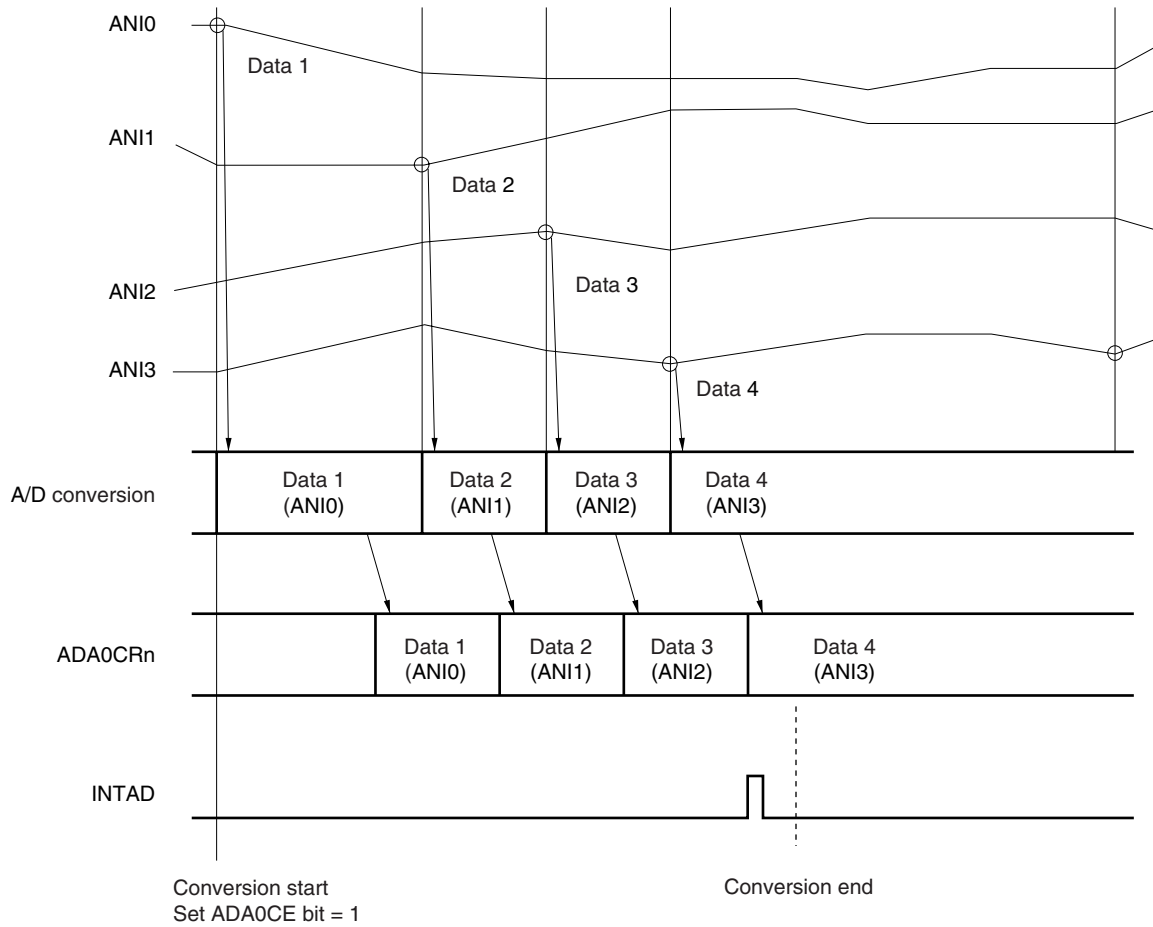 ANI0
Data 1
ANI1
Data 2
ANI2
Data 3
ANI3
Data 4
A/D conversion
Data 1
(ANI0)
Data 2
(ANI1)
Data 3
(ANI2)
Data 4
(ANI3)
ADA0CRn
Data 1
(ANI0)
Data 2
(ANI1)
Data 3
(ANI2)
Data 4
(ANI3)
INTAD
Conversion start
Set ADA0CE bit = 1
Conversion end